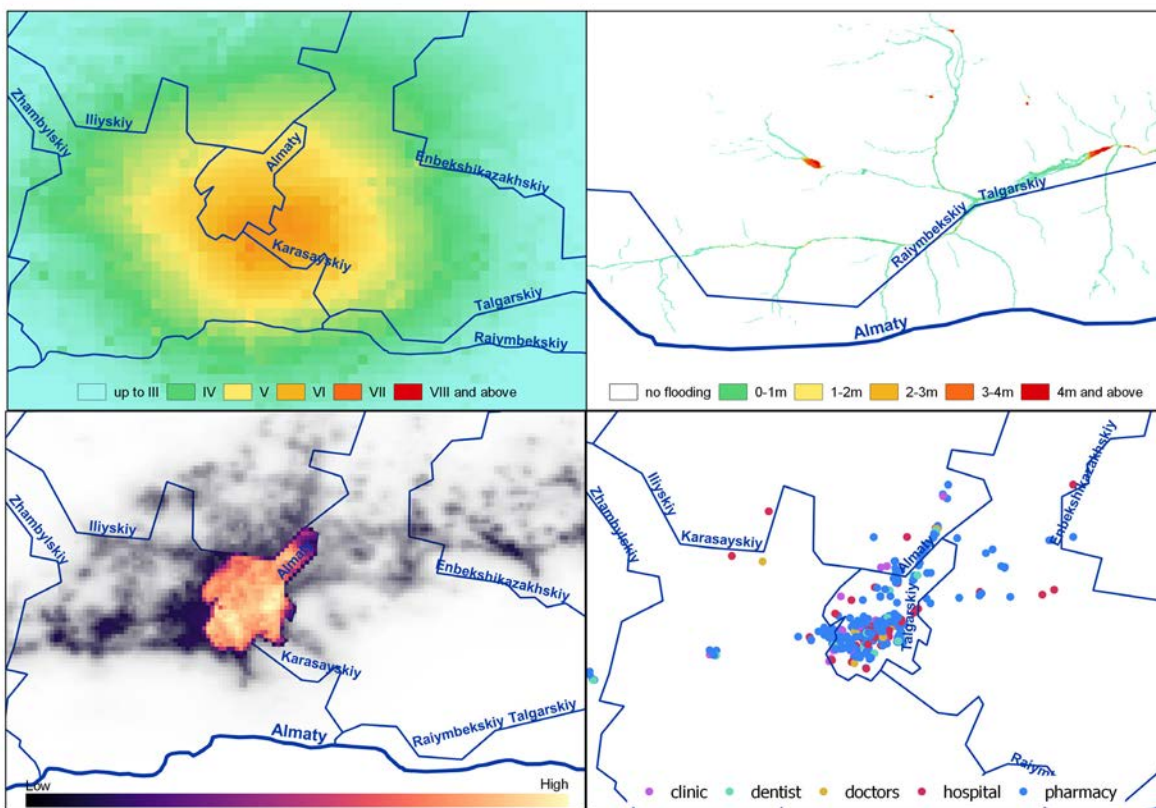 Zhambylskiy
Iliyskiy
Almaty
Enbekshikazakhskiy
Karasayskiy
Talgarskiy
Raiymbekskiy
up to III IV V VI VII VIII and above
Talgarskiy
Raiymbekskiy
Almaty
no flooding 0-1m 1-2m 2-3m 3-4m 4m and above
Zhambylskiy
Iliyskiy
Almaty
Enbekshikazakhskiy
Karasayskiy
Almaty
Raiymbekskiy Talgarskiy
Low High
Iliyskiy
Zhambylskiy
Karasayskiy
Enbekshikazakhskiy
Almaty
Talgarskiy
clinic dentist doctors hospital pharmacy